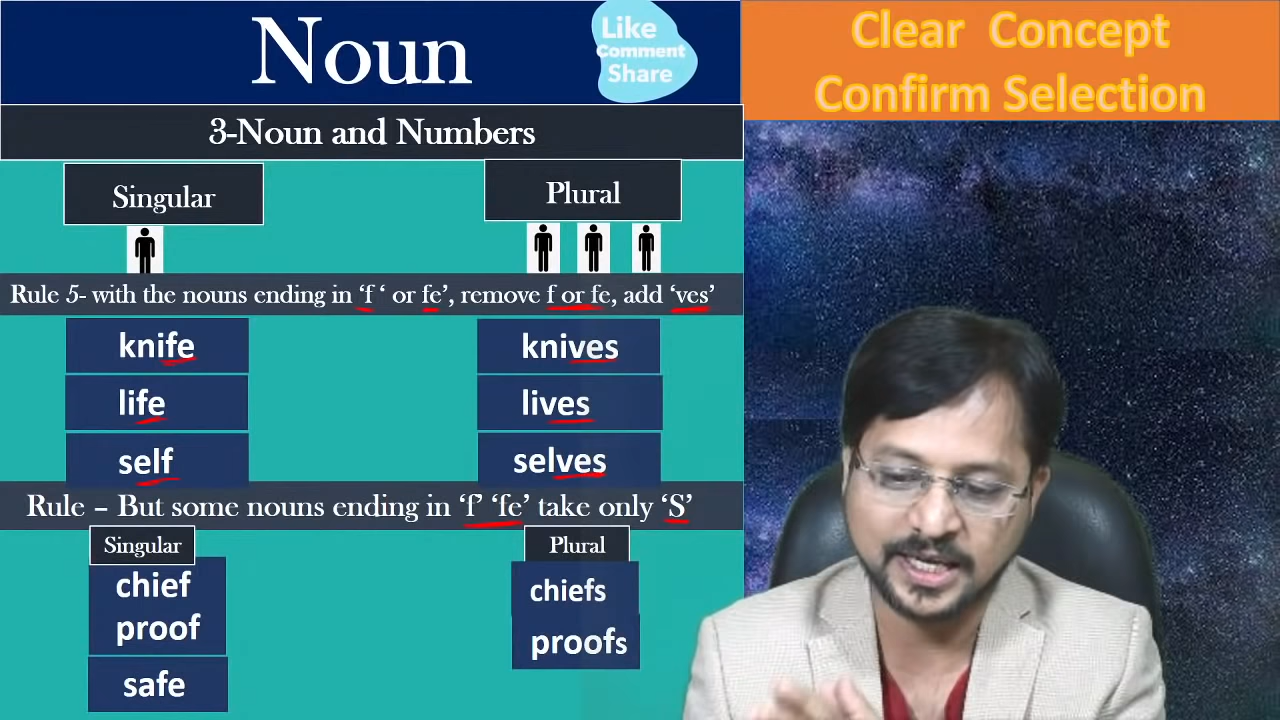 Noun
Like
Comment
Share
Clear Concept
Confirm Selection
3-Noun and Numbers
Singular
Plural
Rule 5- with the nouns ending in ‘f ‘ or fe’, remove f or fe, add ‘ves’
knife
knives
life
lives
self
selves
Rule – But some nouns ending in ‘f’ ‘fe’ take only ‘S’
Singular
Plural
chief
chiefs
proof
proofs
safe